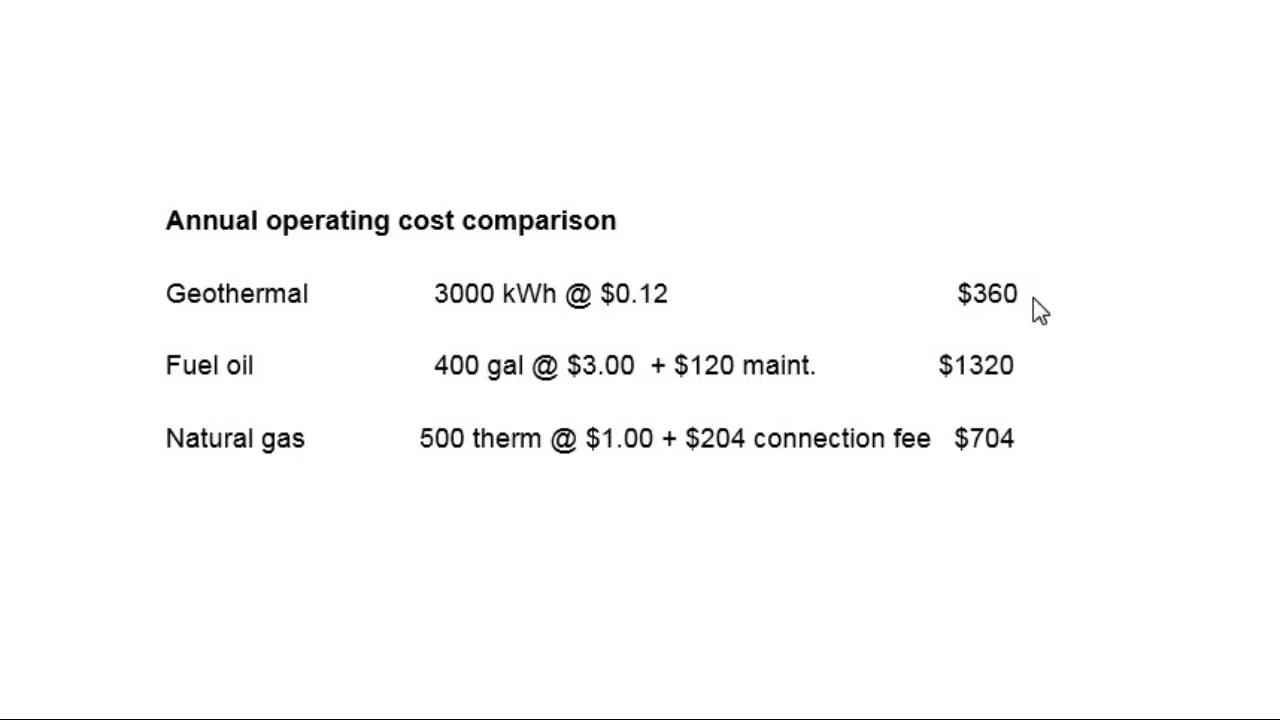 Annual operating cost comparison
Geothermal 3000 kWh @ $0.12 $360
Fuel oil 400 gal @ $3.00 + $120 maint. $1320
Natural gas 500 therm @ $1.00 + $204 connection fee $704